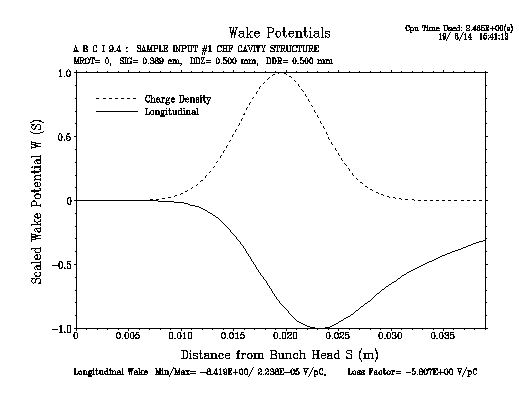 Wake Potentials
Cpu Time Used: 2.465E+00(s)
19/ 6/14 15:41:13
A B C I 9.4 : SAMPLE INPUT #1 CHF CAVITY STRUCTURE
MROT= 0, SIG= 0.389 cm, DDZ= 0.500 mm, DDR= 0.500 mm
1.0
0.5
0
-0.5
-1.0
Scaled Wake Potential W (S)
Charge Density
Longitudinal
0 0.005 0.010 0.015 0.020 0.025 0.030 0.035
Distance from Bunch Head S (m)
Longitudinal Wake Min/Max= -8.419E+00/ 2.238E-05 V/pC, Loss Factor= -5.807E+00 V/pC